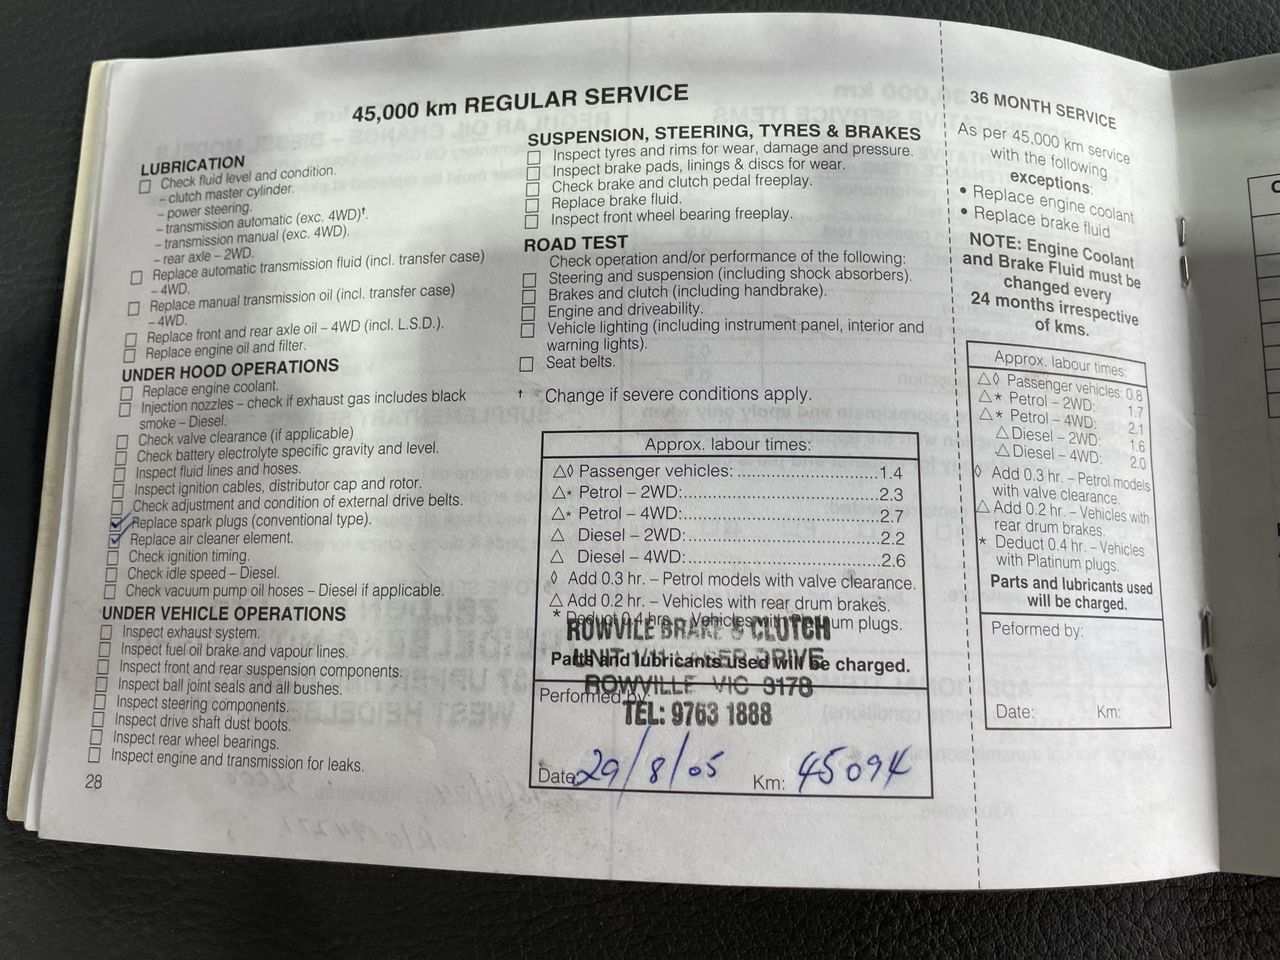 45,000 km REGULAR SERVICE
LUBRICATION
Check fluid level and condition.
– clutch master cylinder.
– power steering.
– transmission automatic (exc. 4WD)†.
– transmission manual (exc. 4WD).
– rear axle – 2WD.
Replace automatic transmission fluid (incl. transfer case)
– 4WD.
Replace manual transmission oil (incl. transfer case)
– 4WD.
Replace front and rear axle oil – 4WD (incl. L.S.D.).
Replace engine oil and filter.
UNDER HOOD OPERATIONS
Replace engine coolant.
Injection nozzles – check if exhaust gas includes black
smoke – Diesel.
Check valve clearance (if applicable)
Check battery electrolyte specific gravity and level.
Inspect fluid lines and hoses.
Inspect ignition cables, distributor cap and rotor.
Check adjustment and condition of external drive belts.
Replace spark plugs (conventional type).
Replace air cleaner element.
Check ignition timing.
Check idle speed – Diesel.
Check vacuum pump oil hoses – Diesel if applicable.
UNDER VEHICLE OPERATIONS
Inspect exhaust system.
Inspect fuel oil brake and vapour lines.
Inspect front and rear suspension components.
Inspect ball joint seals and all bushes.
Inspect steering components.
Inspect drive shaft dust boots.
Inspect rear wheel bearings.
Inspect engine and transmission for leaks.
28
SUSPENSION, STEERING, TYRES & BRAKES
Inspect tyres and rims for wear, damage and pressure.
Inspect brake pads, linings & discs for wear.
Check brake and clutch pedal freeplay.
Replace brake fluid.
Inspect front wheel bearing freeplay.
ROAD TEST
Check operation and/or performance of the following:
Steering and suspension (including shock absorbers).
Brakes and clutch (including handbrake).
Engine and driveability.
Vehicle lighting (including instrument panel, interior and
warning lights).
Seat belts.
† Change if severe conditions apply.
Approx. labour times:
△◊ Passenger vehicles:.................................1.4
△* Petrol – 2WD:.............................................2.3
△* Petrol – 4WD:.............................................2.7
△ Diesel – 2WD:.............................................2.2
△ Diesel – 4WD:.............................................2.6
◊ Add 0.3 hr. – Petrol models with valve clearance.
△ Add 0.2 hr. – Vehicles with rear drum brakes.
* Deduct 0.4 hrs. – Vehicles with Platinum plugs.
ROWVILE BRAKE & CLUTCH
Parts and lubricants used will be charged.
UNIT LASER DRIVE
ROWVILLE VIC 3178
Performed by:
TEL: 9763 1888
Date: 29/8/05 Km: 45094
36 MONTH SERVICE
As per 45,000 km service
with the following
exceptions:
• Replace engine coolant
• Replace brake fluid
NOTE: Engine Coolant
and Brake Fluid must be
changed every
24 months irrespective
of kms.
Approx. labour times:
△◊ Passenger vehicles: 0.8
△* Petrol – 2WD: 1.7
△* Petrol – 4WD: 2.1
△ Diesel – 2WD: 1.6
△ Diesel – 4WD: 2.0
◊ Add 0.3 hr. – Petrol models
with valve clearance.
△ Add 0.2 hr. – Vehicles with
rear drum brakes.
* Deduct 0.4 hr. – Vehicles
with Platinum plugs.
Parts and lubricants used
will be charged.
Peformed by:
Date: Km: